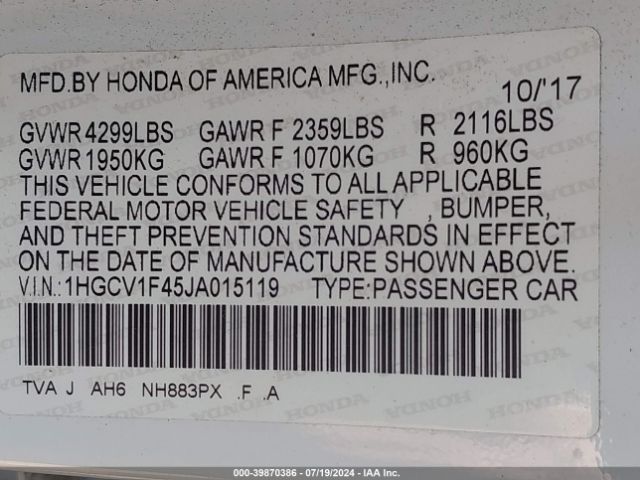 MFD.BY HONDA OF AMERICA MFG.,INC. 10/'17
GVWR 4299LBS GAWR F 2359LBS R 2116LBS
GVWR 1950KG GAWR F 1070KG R 960KG
THIS VEHICLE CONFORMS TO ALL APPLICABLE
FEDERAL MOTOR VEHICLE SAFETY , BUMPER,
AND THEFT PREVENTION STANDARDS IN EFFECT
ON THE DATE OF MANUFACTURE SHOWN ABOVE.
V.I.N.:1HGCV1F45JA015119 TYPE:PASSENGER CAR
TVA J AH6 NH883PX .F .A
000-39870386 - 07/19/2024 - IAA Inc.